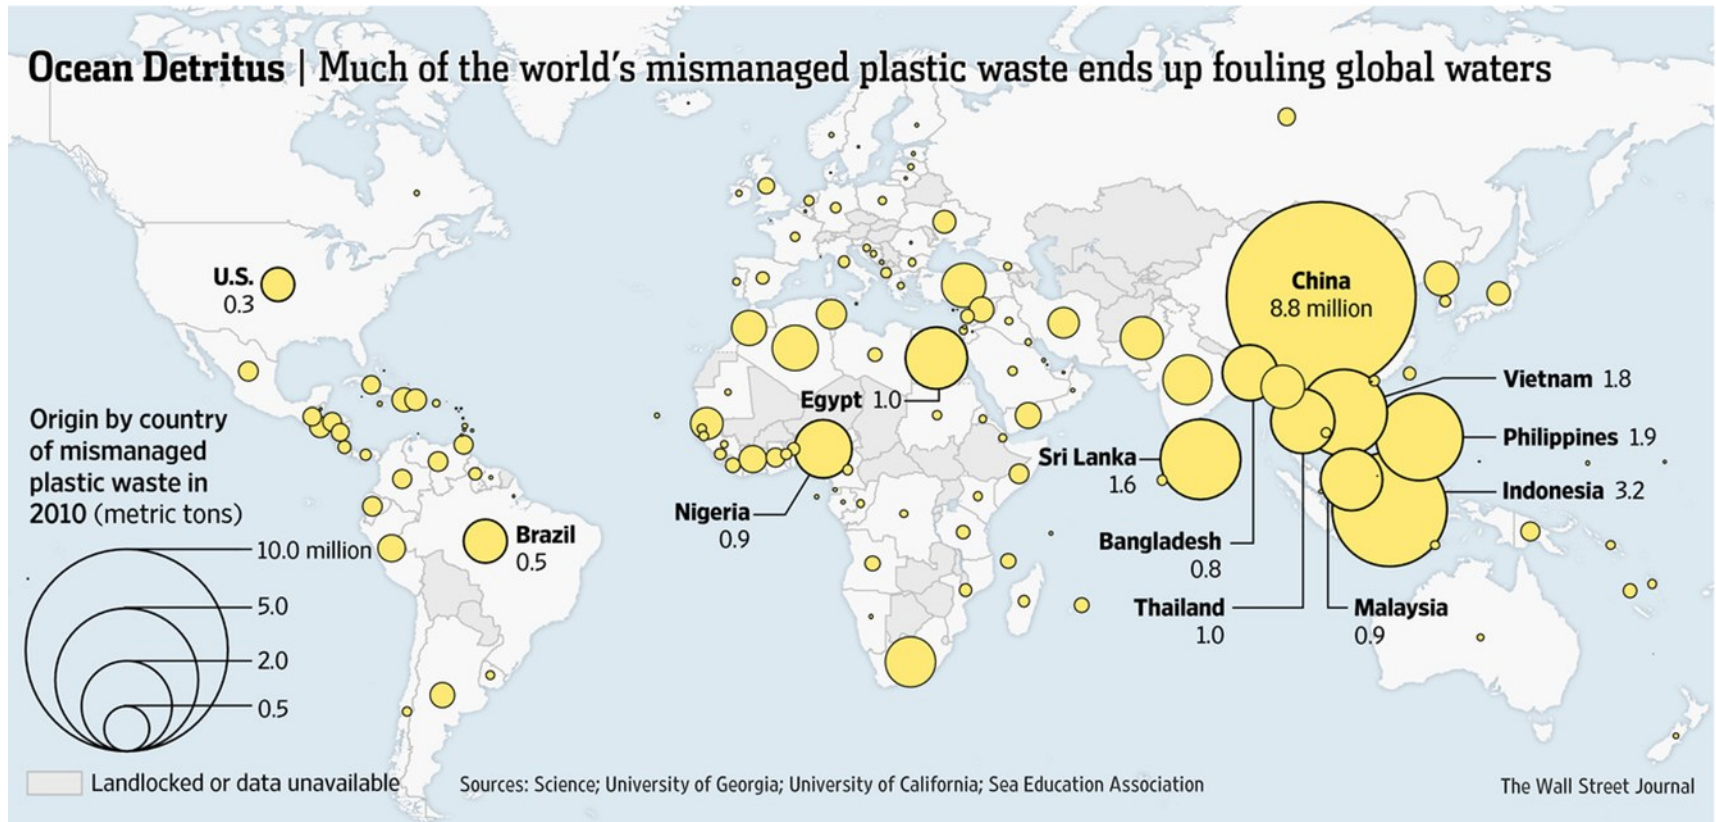 Ocean Detritus | Much of the world's mismanaged plastic waste ends up fouling global waters
U.S.
0.3
China
8.8 million
Vietnam 1.8
Egypt 1.0
Philippines 1.9
Sri Lanka
1.6
Indonesia 3.2
Nigeria
0.9
Brazil
0.5
Bangladesh
0.8
Thailand
1.0
Malaysia
0.9
Origin by country
of mismanaged
plastic waste in
2010 (metric tons)
10.0 million
5.0
2.0
0.5
Landlocked or data unavailable
Sources: Science; University of Georgia; University of California; Sea Education Association
The Wall Street Journal